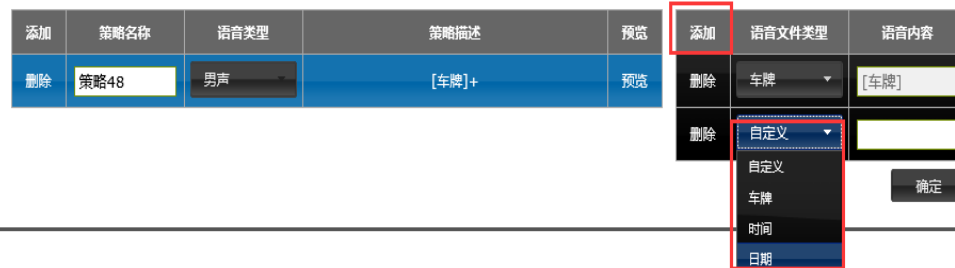 添加 策略名称 语音类型 策略描述 预览
删除 策略48 男声 [车牌]+ 预览
添加 语音文件类型 语音内容
删除 车牌 [车牌]
删除 自定义
自定义
车牌
时间
日期
确定